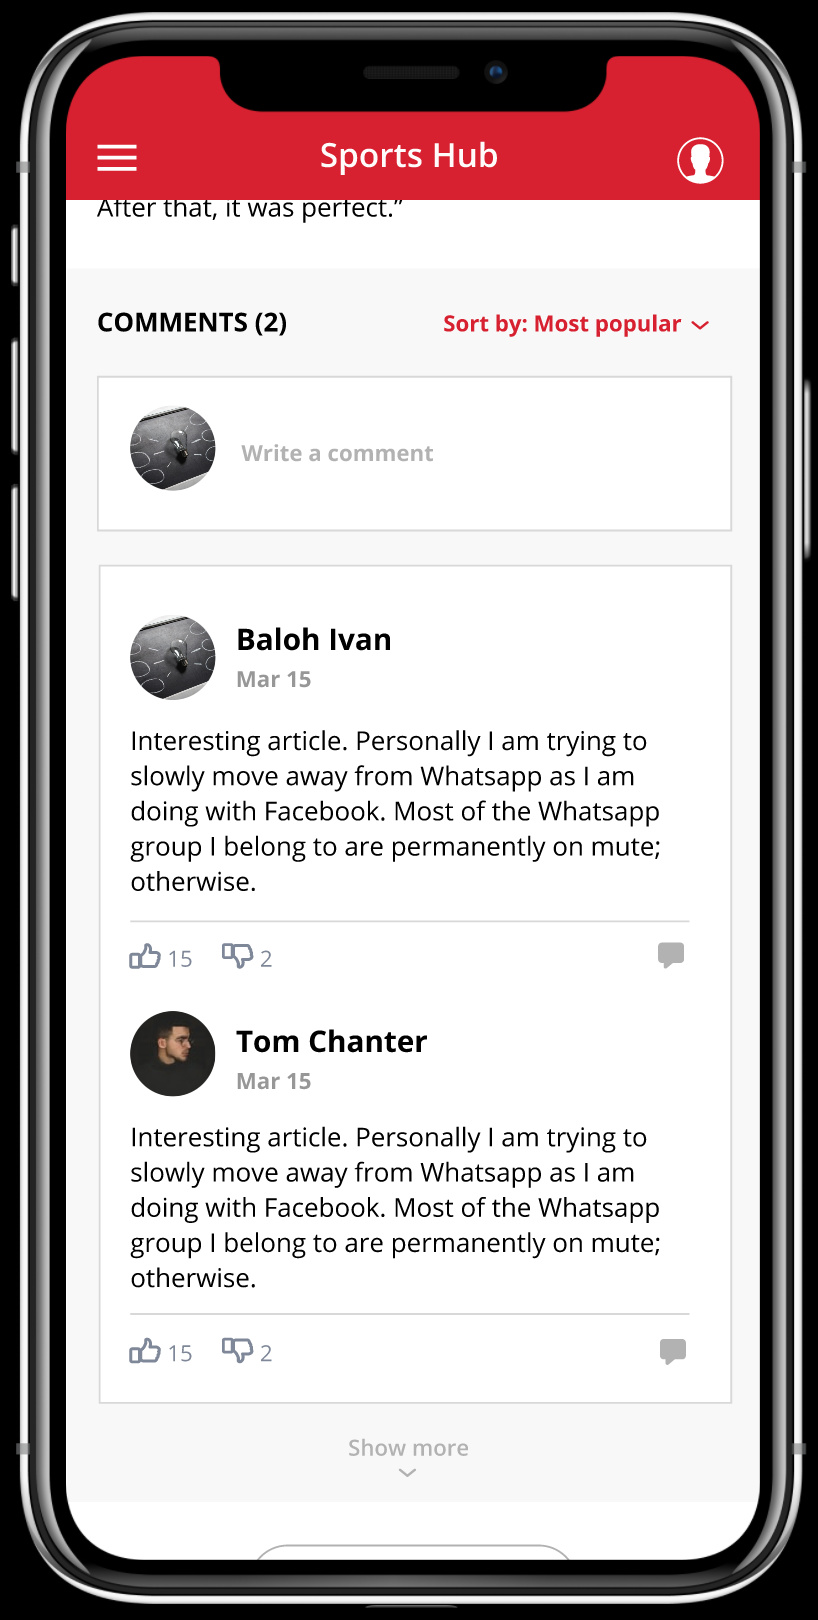 Sports Hub
After that, it was perfect.”
COMMENTS (2)
Sort by: Most popular
Write a comment
Baloh Ivan
Mar 15
Interesting article. Personally I am trying to
slowly move away from Whatsapp as I am
doing with Facebook. Most of the Whatsapp
group I belong to are permanently on mute;
otherwise.
15 2
Tom Chanter
Mar 15
Interesting article. Personally I am trying to
slowly move away from Whatsapp as I am
doing with Facebook. Most of the Whatsapp
group I belong to are permanently on mute;
otherwise.
15 2
Show more